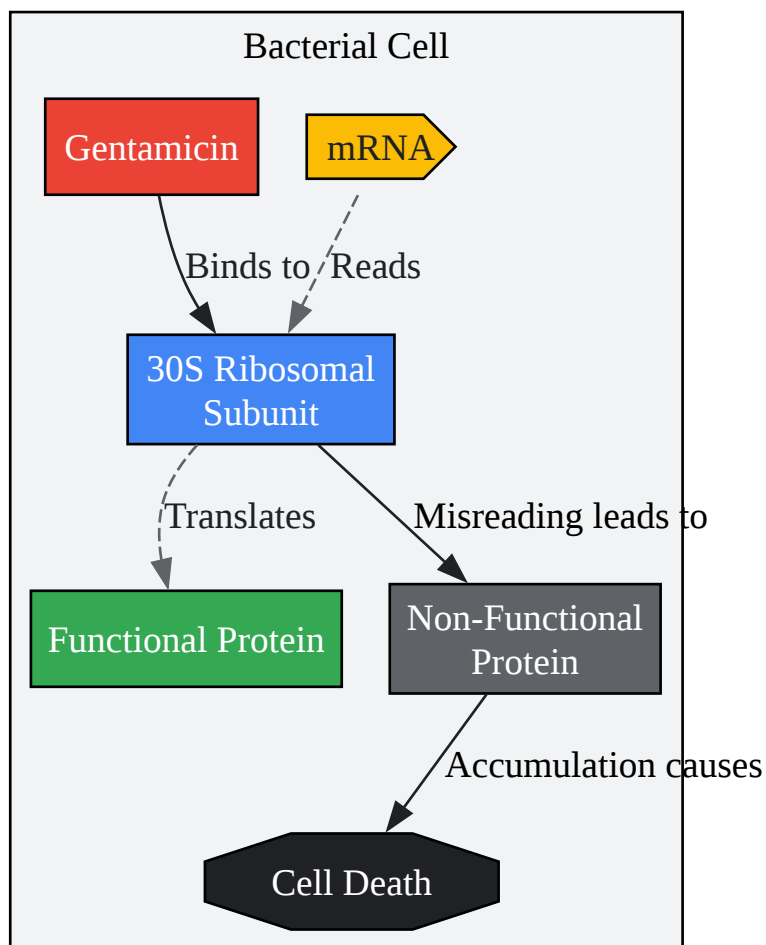 Bacterial Cell
Gentamicin
mRNA
Binds to
Reads
30S Ribosomal
Subunit
Translates
Misreading leads to
Functional Protein
Non-Functional
Protein
Accumulation causes
Cell Death